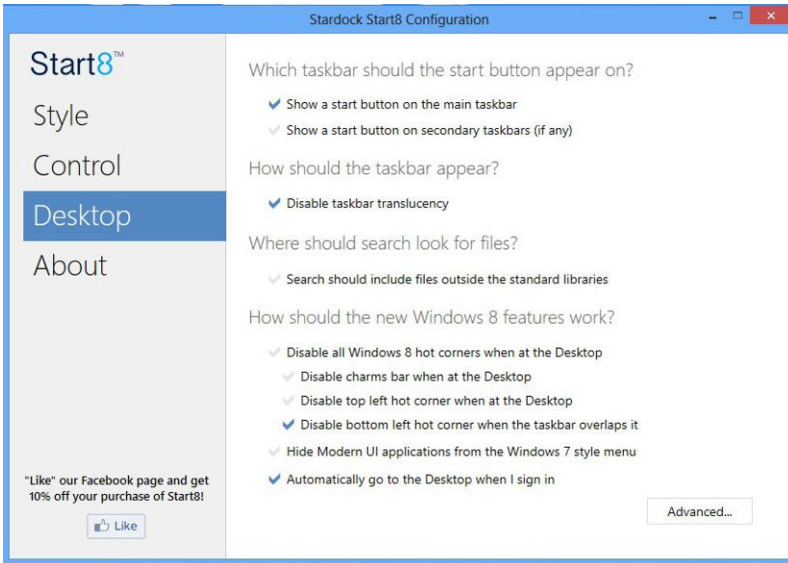 Stardock Start8 Configuration
Start8™
Style
Control
Desktop
About
"Like" our Facebook page and get
10% off your purchase of Start8!
Like
Which taskbar should the start button appear on?
Show a start button on the main taskbar
Show a start button on secondary taskbars (if any)
How should the taskbar appear?
Disable taskbar translucency
Where should search look for files?
Search should include files outside the standard libraries
How should the new Windows 8 features work?
Disable all Windows 8 hot corners when at the Desktop
Disable charms bar when at the Desktop
Disable top left hot corner when at the Desktop
Disable bottom left hot corner when the taskbar overlaps it
Hide Modern UI applications from the Windows 7 style menu
Automatically go to the Desktop when I sign in
Advanced...